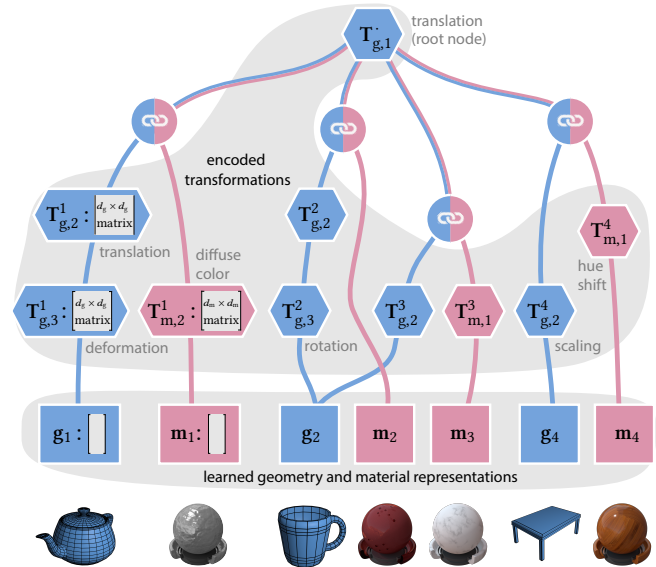 translation
(root node)
T˙g,1
encoded
transformations
T¹g,2 : [dg × dg matrix]
T²g,2
T⁴m,1
translation
diffuse
color
hue
shift
T¹g,3 : [dg × dg matrix]
T¹m,2 : [dm × dm matrix]
T²g,3
T³g,2
T³m,1
T⁴g,2
deformation
rotation
scaling
g1 : [ ]
m1 : [ ]
g2
m2
m3
g4
m4
learned geometry and material representations